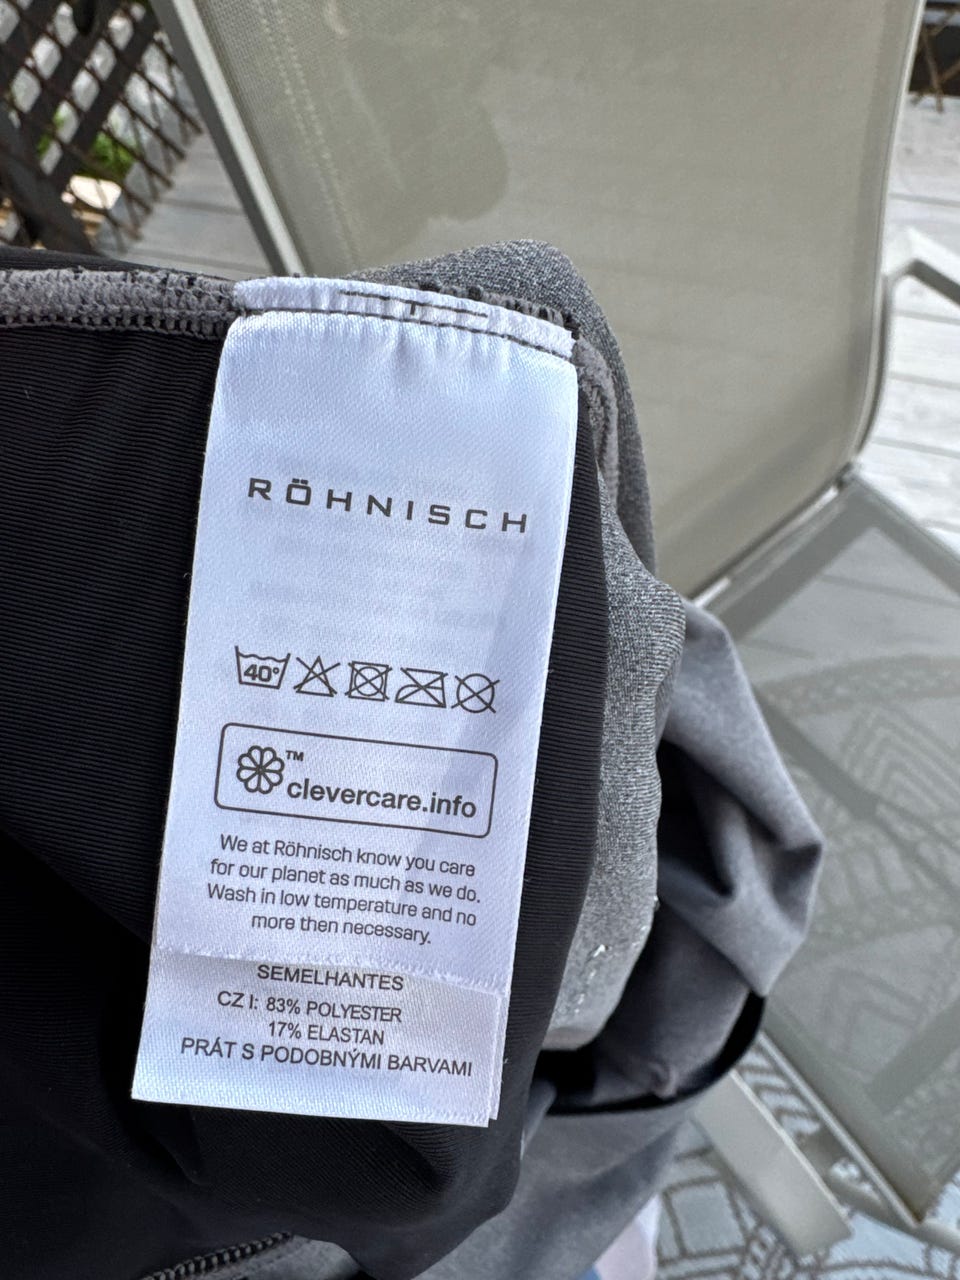 RÖHNISCH
40°
TM
clevercare.info
We at Röhnisch know you care
for our planet as much as we do.
Wash in low temperature and no
more then necessary.
SEMELHANTES
CZ I: 83% POLYESTER
17% ELASTAN
PRÁT S PODOBNÝMI BARVAMI